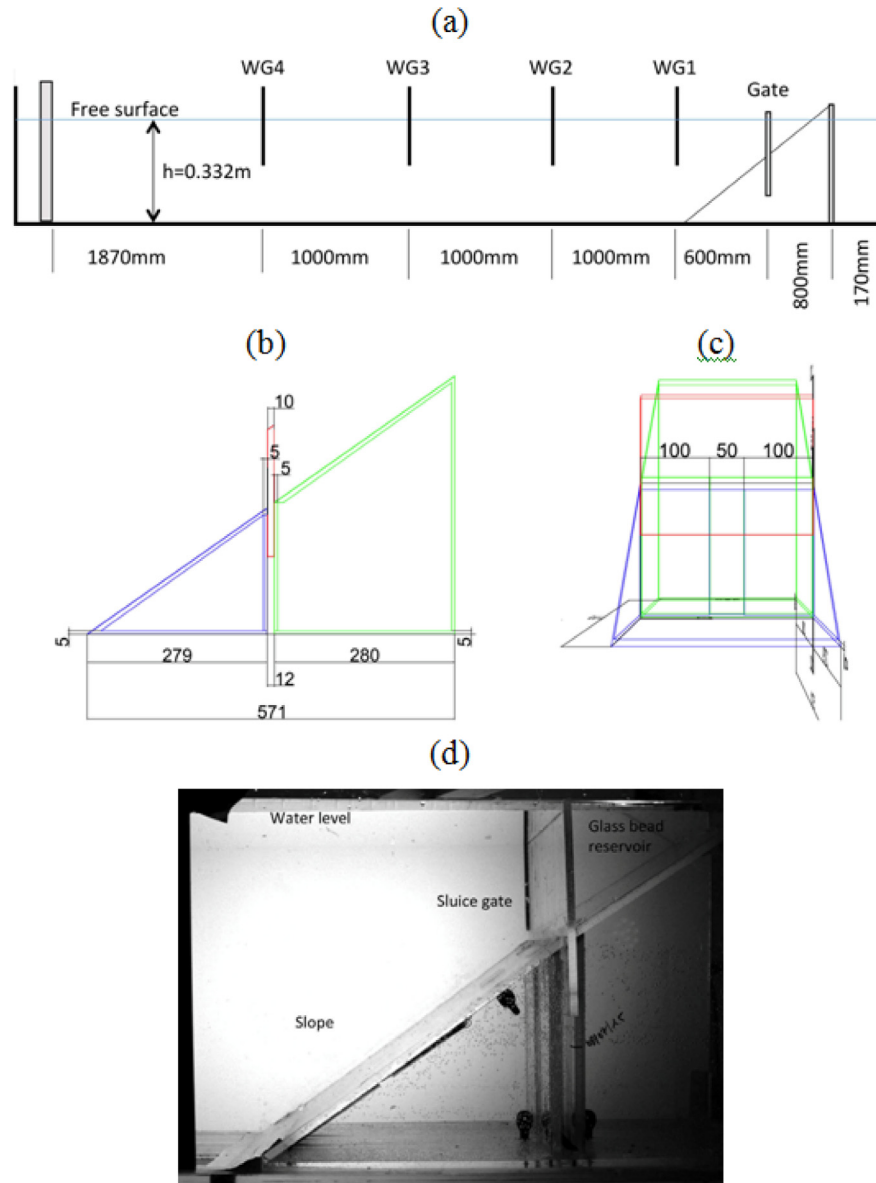 (a)
WG4 WG3 WG2 WG1
Gate
Free surface
h=0.332m
1870mm 1000mm 1000mm 1000mm 600mm 800mm 170mm
(b) (c)
10
5
5
100 50 100
5 5
279 280
12
571
(d)
Water level
Glass bead
reservoir
Sluice gate
Slope